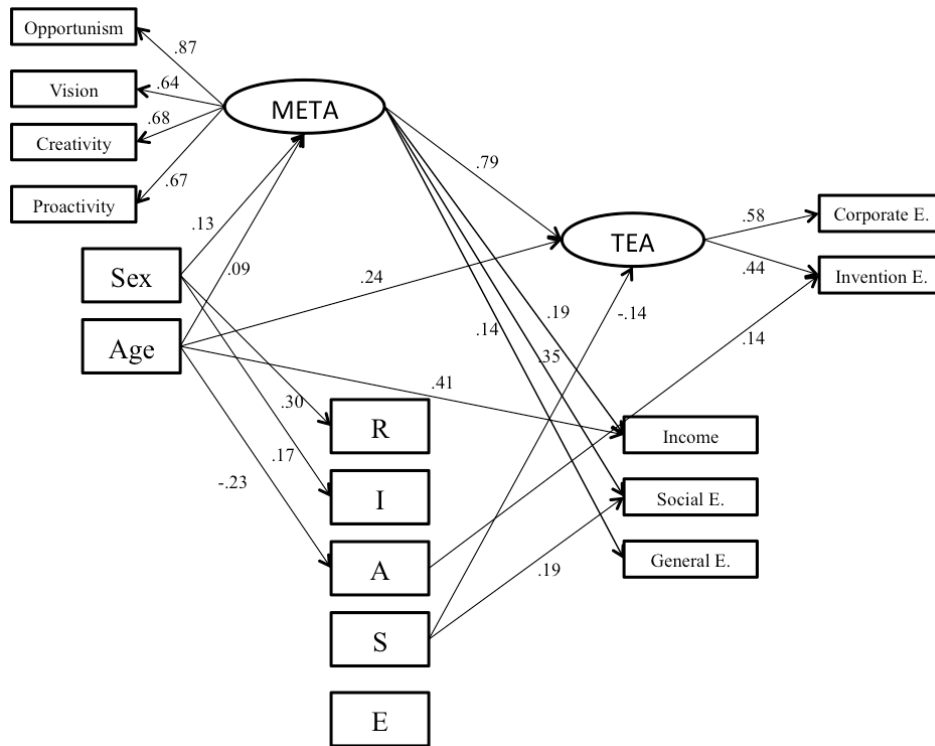 Opportunism
.87
Vision
.64
META
Creativity
.68
.67
.79
Proactivity
Corporate E.
.58
.13
TEA
Sex
.09
.24
.44
Invention E.
Age
.19
-.14
.14
.14
.35
.41
.30
R
Income
.17
-.23
I
Social E.
A
General E.
.19
S
E